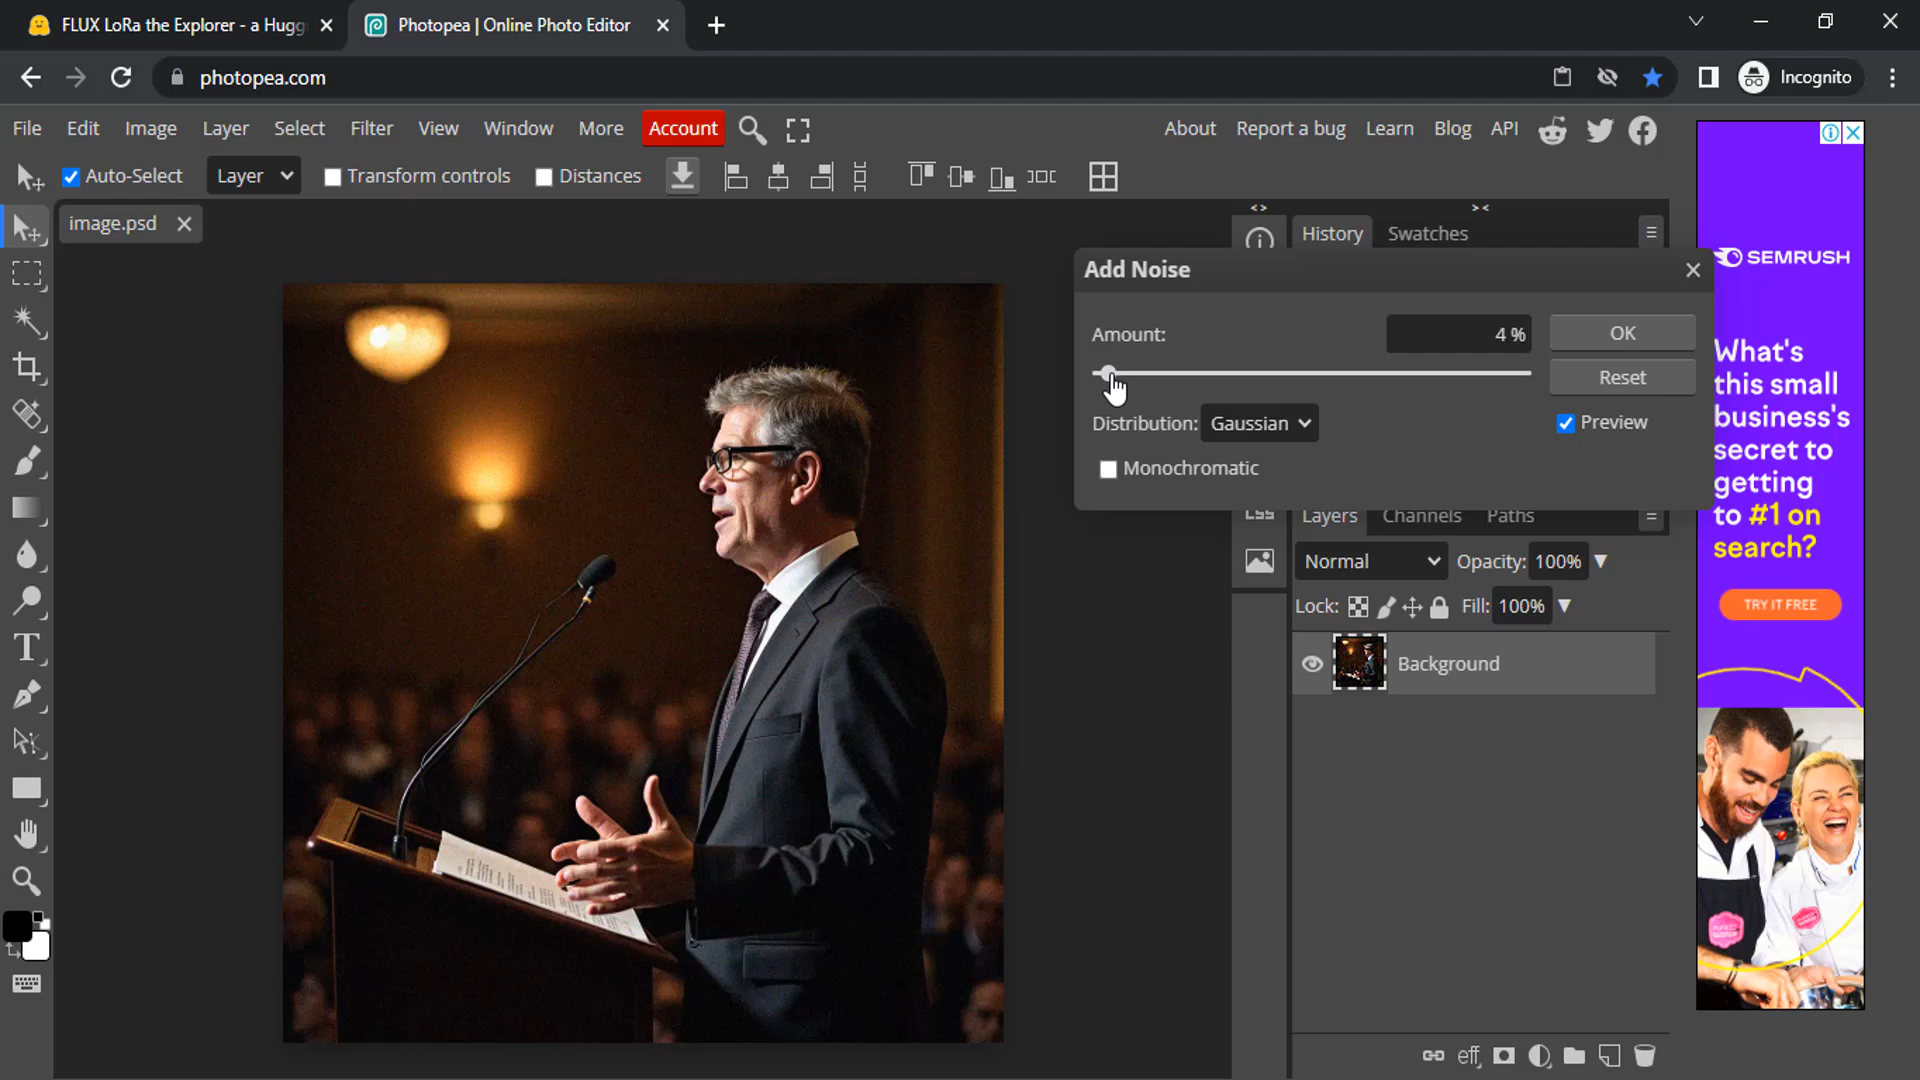 FLUX LoRa the Explorer - a Hugg
Photopea | Online Photo Editor
photopea.com
Incognito
File Edit Image Layer Select Filter View Window More Account
About Report a bug Learn Blog API
Auto-Select Layer Transform controls Distances
image.psd
History Swatches
Add Noise
Amount: 4 % OK
Reset
Distribution: Gaussian Preview
Monochromatic
CSS
Layers Channels Paths
Normal Opacity: 100%
Lock: Fill: 100%
Background
eff
SEMRUSH
What's
this small
business's
secret to
getting
to #1 on
search?
TRY IT FREE